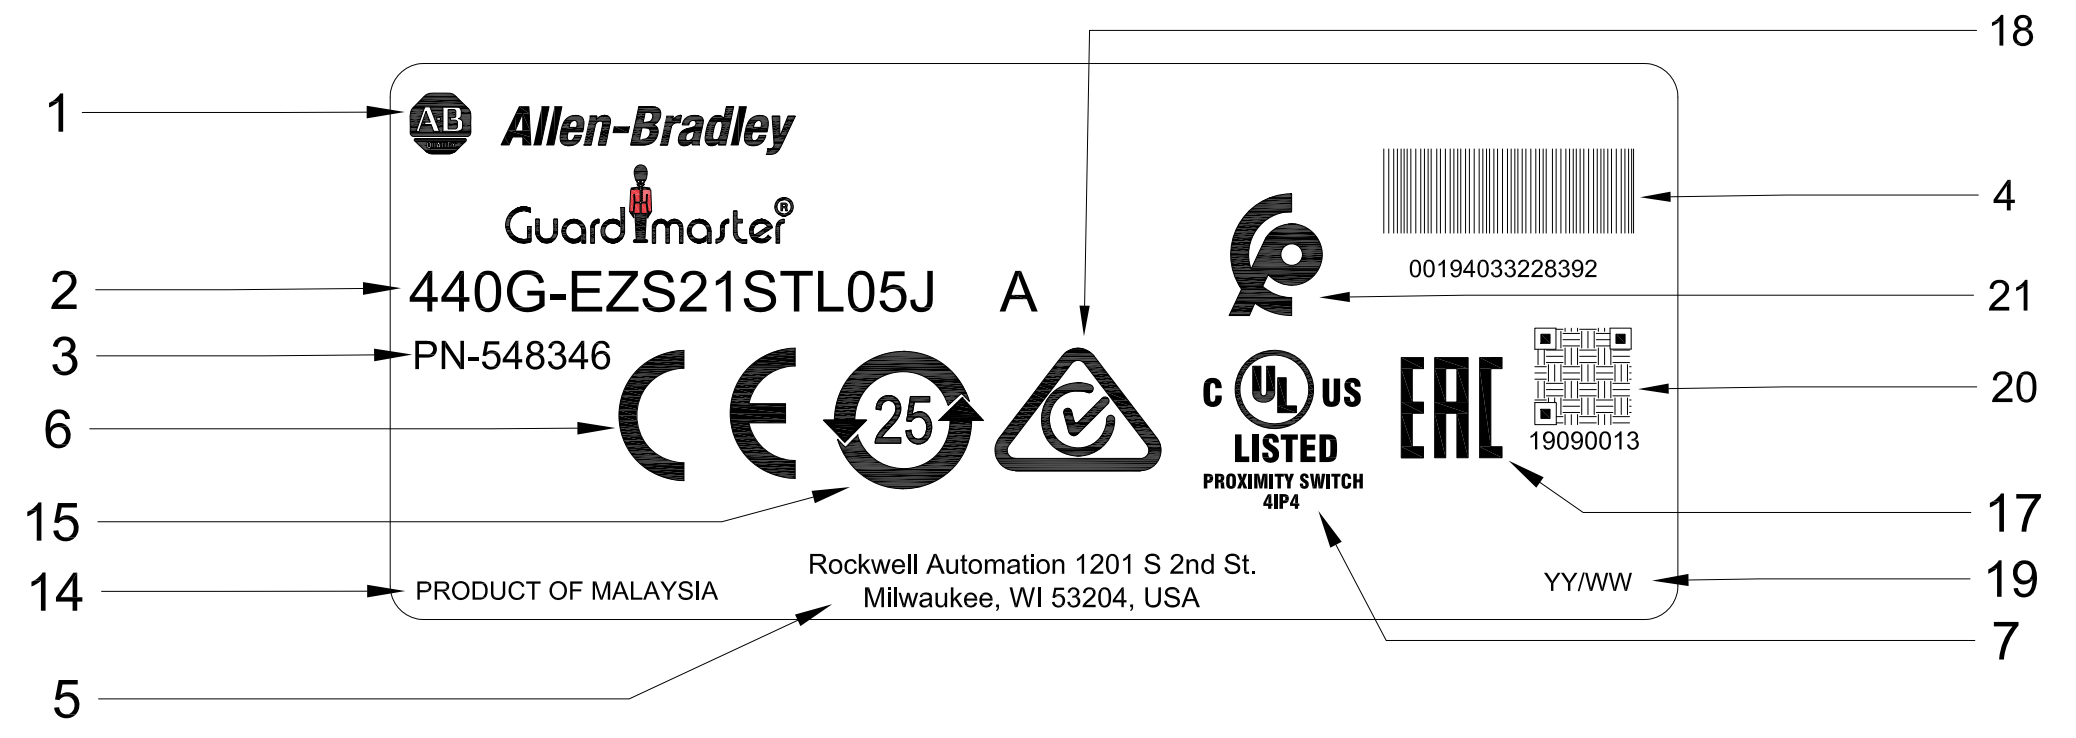 18
1
A·B
Allen-Bradley
Guardmaster®
4
00194033228392
2
440G-EZS21STL05J A
21
3
PN-548346
C UL US
LISTED
PROXIMITY SWITCH
4IP4
EAC
20
19090013
6
CE
25
15
17
14
PRODUCT OF MALAYSIA
Rockwell Automation 1201 S 2nd St.
Milwaukee, WI 53204, USA
YY/WW
19
7
5